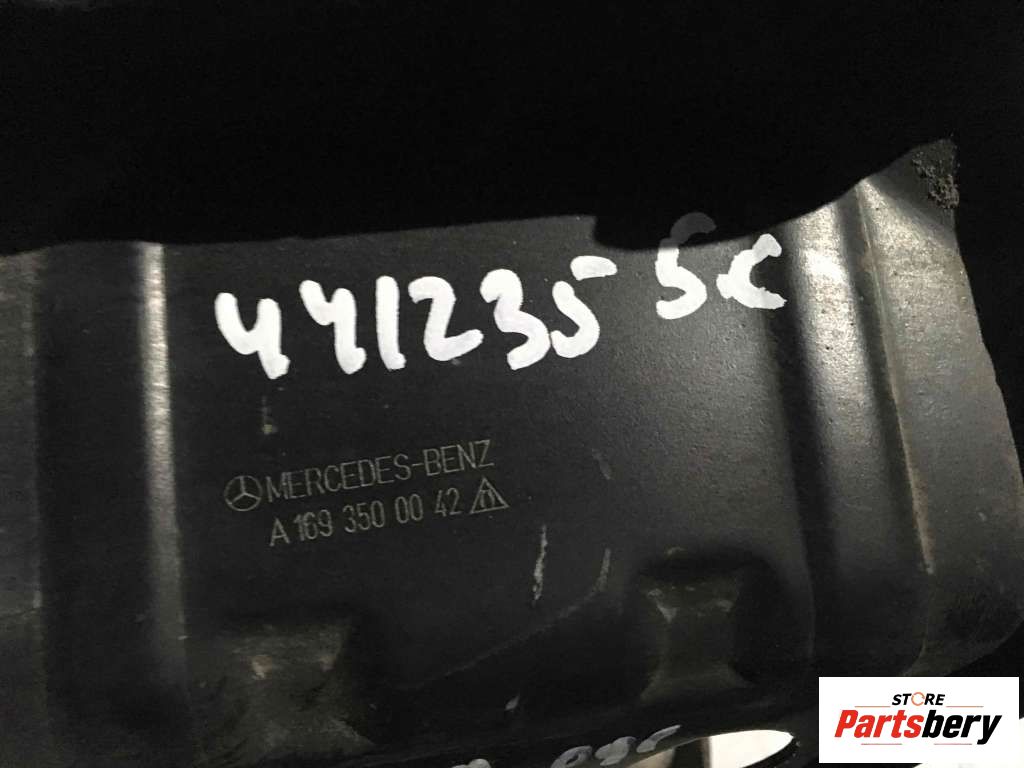 441235 SC
MERCEDES-BENZ
A 169 350 00 42
STORE
Partsbery